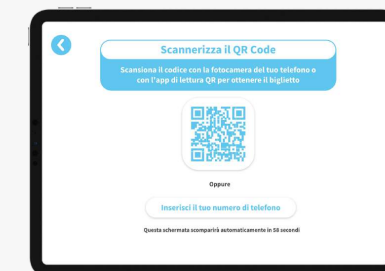 Scannerizza il QR Code
Scansiona il codice con la fotocamera del tuo telefono o
con l'app di lettura QR per ottenere il biglietto
Oppure
Inserisci il tuo numero di telefono
Questa schermata scomparirà automaticamente in 58 secondi